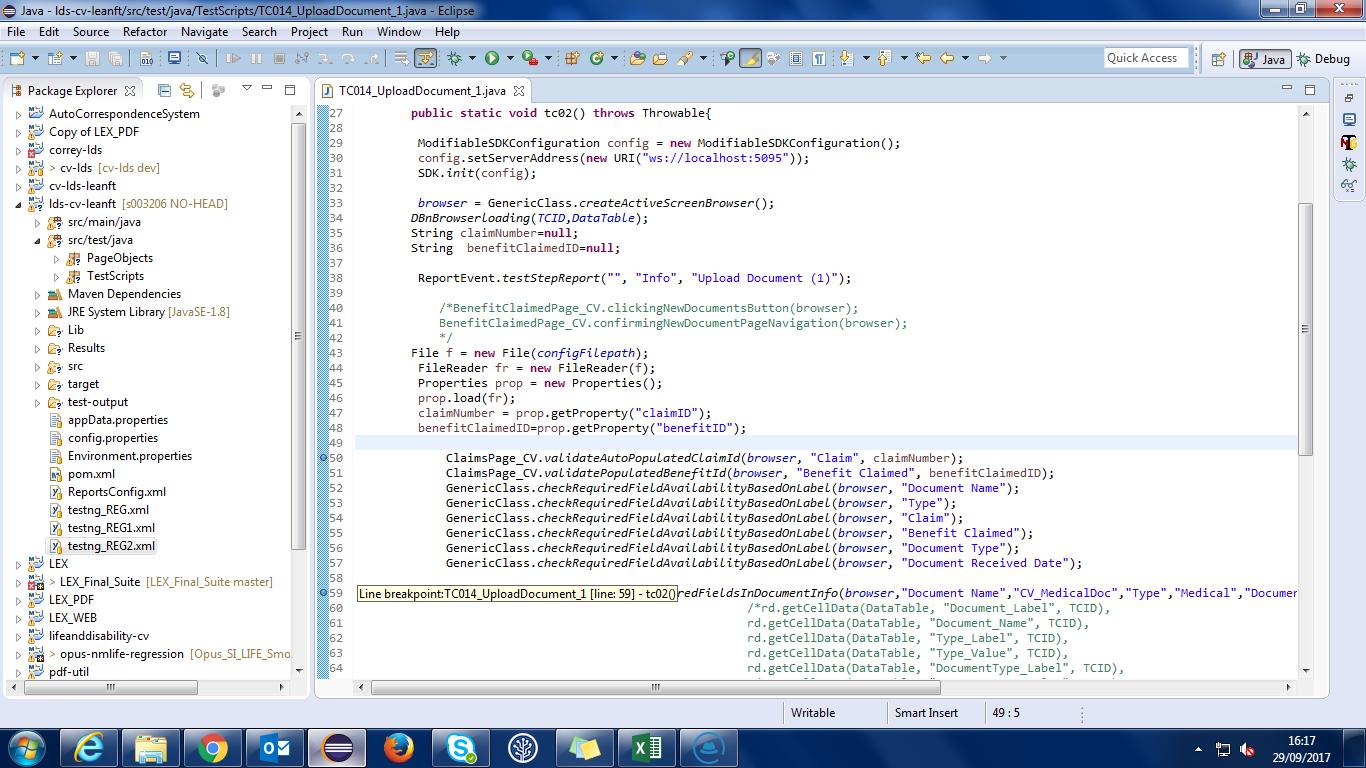 Java - lds-cv-leanft/src/test/java/TestScripts/TC014_UploadDocument_1.java - Eclipse
File Edit Source Refactor Navigate Search Project Run Window Help
Quick Access
Java
Debug
Package Explorer
AutoCorrespondenceSystem
Copy of LEX_PDF
correy-lds
> cv-lds [cv-lds dev]
cv-lds-leanft
lds-cv-leanft [s003206 NO-HEAD]
src/main/java
src/test/java
PageObjects
TestScripts
Maven Dependencies
JRE System Library [JavaSE-1.8]
Lib
Results
src
target
test-output
appData.properties
config.properties
Environment.properties
pom.xml
ReportsConfig.xml
testng_REG.xml
testng_REG1.xml
testng_REG2.xml
LEX
> LEX_Final_Suite [LEX_Final_Suite master]
LEX_PDF
LEX_WEB
lifeanddisability-cv
> opus-nmlife-regression [Opus_SI_LIFE_Smo
pdf-util
TC014_UploadDocument_1.java
27 public static void tc02() throws Throwable{
28
29 ModifiableSDKConfiguration config = new ModifiableSDKConfiguration();
30 config.setServerAddress(new URI("ws://localhost:5095"));
31 SDK.init(config);
32
33 browser = GenericClass.createActiveScreenBrowser();
34 DBnBrowserloading(TCID,DataTable);
35 String claimNumber=null;
36 String  benefitClaimedID=null;
37
38 ReportEvent.testStepReport("", "Info", "Upload Document (1)");
39
40 /*BenefitClaimedPage_CV.clickingNewDocumentsButton(browser);
41 BenefitClaimedPage_CV.confirmingNewDocumentPageNavigation(browser);
42 */
43 File f = new File(configFilepath);
44 FileReader fr = new FileReader(f);
45 Properties prop = new Properties();
46 prop.load(fr);
47 claimNumber = prop.getProperty("claimID");
48 benefitClaimedID=prop.getProperty("benefitID");
49
50 ClaimsPage_CV.validateAutoPopulatedClaimId(browser, "Claim", claimNumber);
51 ClaimsPage_CV.validateAutoPopulatedBenefitId(browser, "Benefit Claimed", benefitClaimedID);
52 GenericClass.checkRequiredFieldAvailabilityBasedOnLabel(browser, "Document Name");
53 GenericClass.checkRequiredFieldAvailabilityBasedOnLabel(browser, "Type");
54 GenericClass.checkRequiredFieldAvailabilityBasedOnLabel(browser, "Claim");
55 GenericClass.checkRequiredFieldAvailabilityBasedOnLabel(browser, "Benefit Claimed");
56 GenericClass.checkRequiredFieldAvailabilityBasedOnLabel(browser, "Document Type");
57 GenericClass.checkRequiredFieldAvailabilityBasedOnLabel(browser, "Document Received Date");
58
59 Line breakpoint:TC014_UploadDocument_1 [line: 59] - tc02() redFieldsInDocumentInfo(browser,"Document Name","CV_MedicalDoc","Type","Medical","Documen
60 /*rd.getCellData(DataTable, "Document_Label", TCID),
61 rd.getCellData(DataTable, "Document_Name", TCID),
62 rd.getCellData(DataTable, "Type_Label", TCID),
63 rd.getCellData(DataTable, "Type_Value", TCID),
64 rd.getCellData(DataTable, "DocumentType_Label", TCID),
Writable
Smart Insert
49 : 5
16:17
29/09/2017